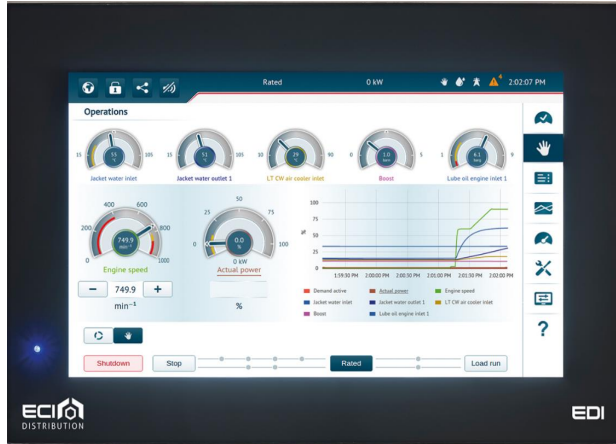 Rated 0 kW 4 2:02:07 PM
Operations
15 105 15 105 10 90 0 5 1 9
51 °C 29 1.0 barg 6.1 barg
Jacket water inlet Jacket water outlet 1 LT CW air cooler inlet Boost Lube oil engine inlet 1
0 200 400 600 800 1000
749.9 min⁻¹
Engine speed
0 25 50 75 100
0.0 %
0 kW
Actual power
− 749.9 +
min⁻¹ %
100
75
50
25
0
%
1:59:30 PM 2:00:00 PM 2:00:30 PM 2:01:00 PM 2:01:30 PM 2:02:00 PM
Demand active Actual power Engine speed
Jacket water inlet Jacket water outlet 1 LT CW air cooler inlet
Boost Lube oil engine inlet 1
?
Shutdown Stop Rated Load run
ECI
DISTRIBUTION
EDI